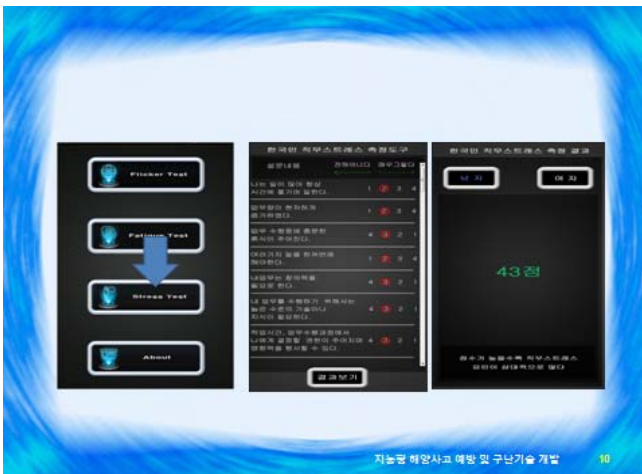 Flicker Test
Fatigue Test
Stress Test
About
한국인 직무스트레스 측정도구
설문내용 전혀아니다 매우그렇다
나는 일이 많아 항상
시간에 쫓기며 일한다. 1 2 3 4
업무량이 현저하게
증가하였다. 1 2 3 4
업무 수행중에 충분한
휴식이 주어진다. 4 3 2 1
여러가지 일을 한꺼번에
해야한다. 1 2 3 4
내업무는 창의력을
필요로 한다. 4 3 2 1
내 업무를 수행하기 위해서는
높은 수준의 기술이나
지식이 필요하다. 4 3 2 1
작업시간, 업무수행과정에서
나에게 결정할 권한이 주어지며
영향력을 행사할 수 있다. 4 3 2 1
결과보기
한국인 직무스트레스 측정 결과
남 자 여 자
43점
점수가 높을수록 직무스트레스
요인이 상대적으로 많다
지능형 해양사고 예방 및 구난기술 개발 10